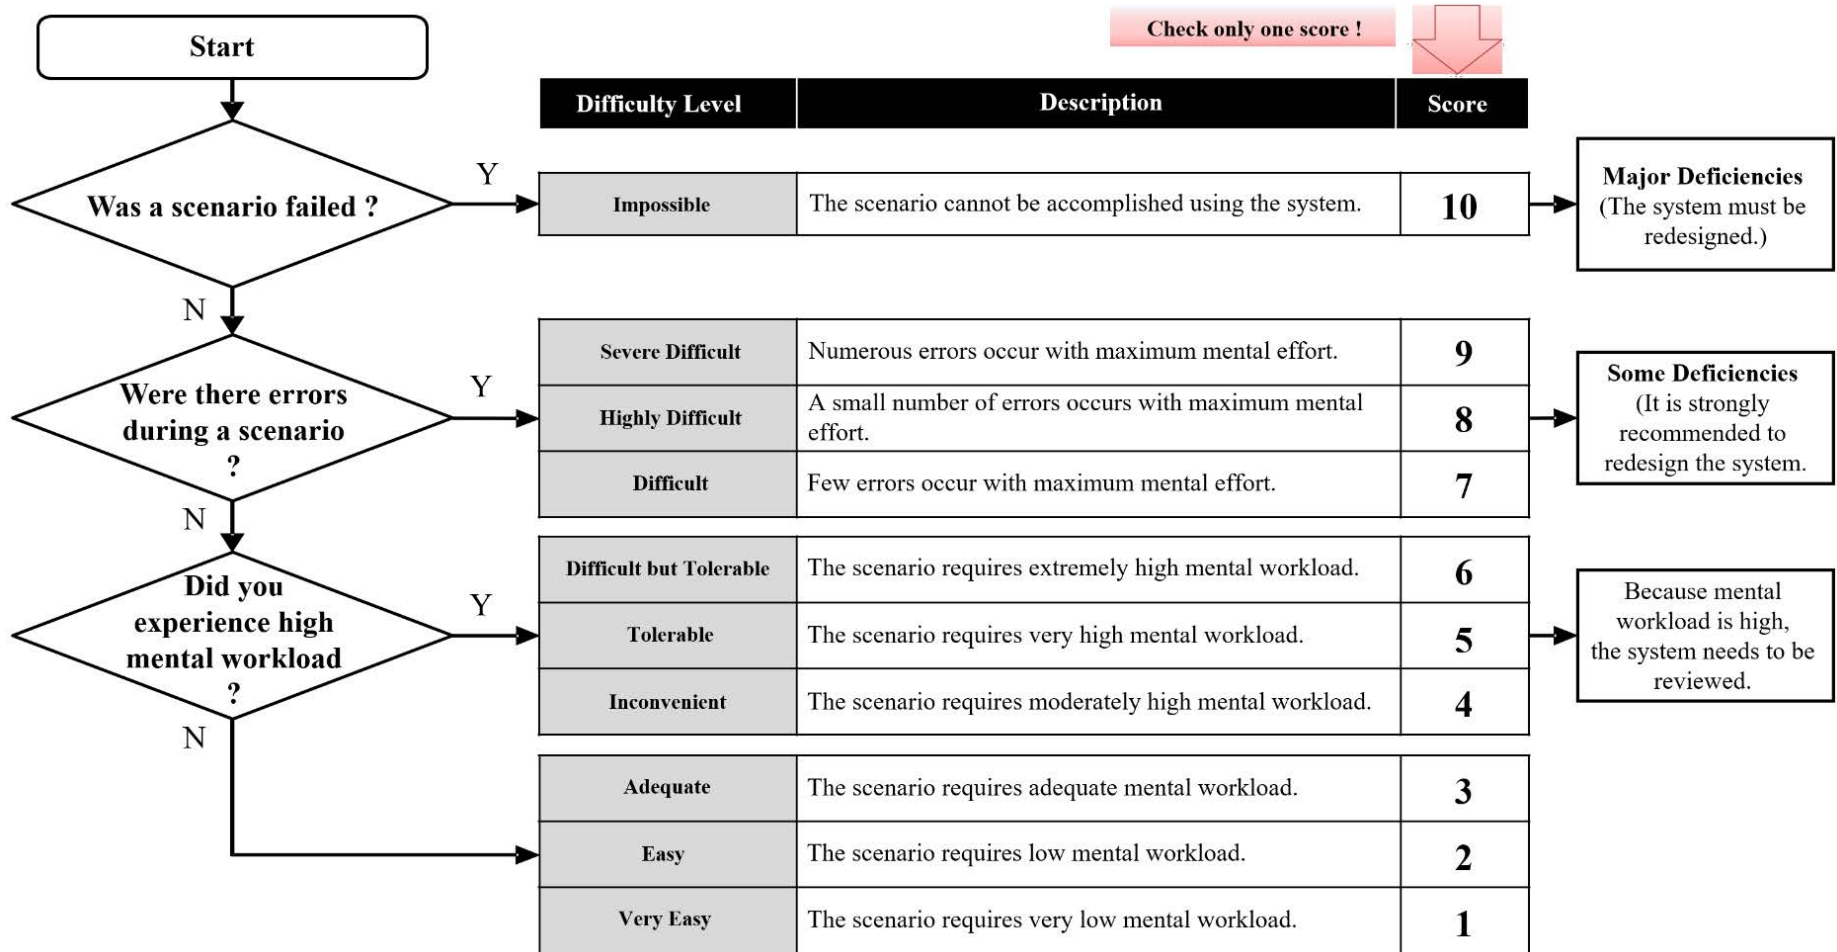 Start
Check only one score !
Difficulty Level Description Score
Was a scenario failed ?
Y
Impossible The scenario cannot be accomplished using the system. 10
Major Deficiencies
(The system must be
redesigned.)
N
Were there errors
during a scenario
?
Y
Severe Difficult Numerous errors occur with maximum mental effort. 9
Highly Difficult A small number of errors occurs with maximum mental
effort. 8
Difficult Few errors occur with maximum mental effort. 7
Some Deficiencies
(It is strongly
recommended to
redesign the system.
N
Did you
experience high
mental workload
?
Y
Difficult but Tolerable The scenario requires extremely high mental workload. 6
Tolerable The scenario requires very high mental workload. 5
Inconvenient The scenario requires moderately high mental workload. 4
Because mental
workload is high,
the system needs to be
reviewed.
N
Adequate The scenario requires adequate mental workload. 3
Easy The scenario requires low mental workload. 2
Very Easy The scenario requires very low mental workload. 1